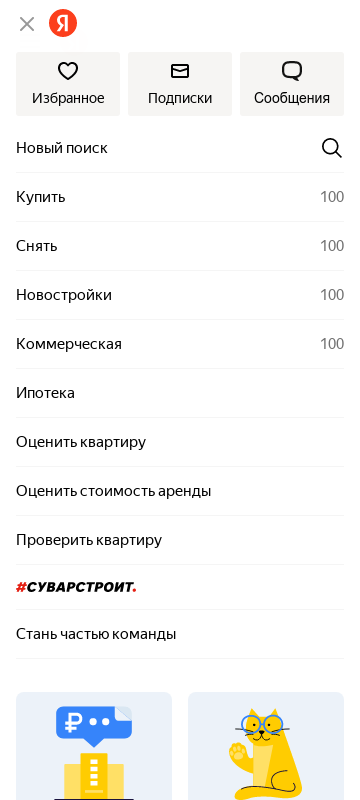 Я
Избранное
Подписки
Сообщения
Новый поиск
Купить
100
Снять
100
Новостройки
100
Коммерческая
100
Ипотека
Оценить квартиру
Оценить стоимость аренды
Проверить квартиру
#СУВАРСТРОИТ.
Стань частью команды
₽